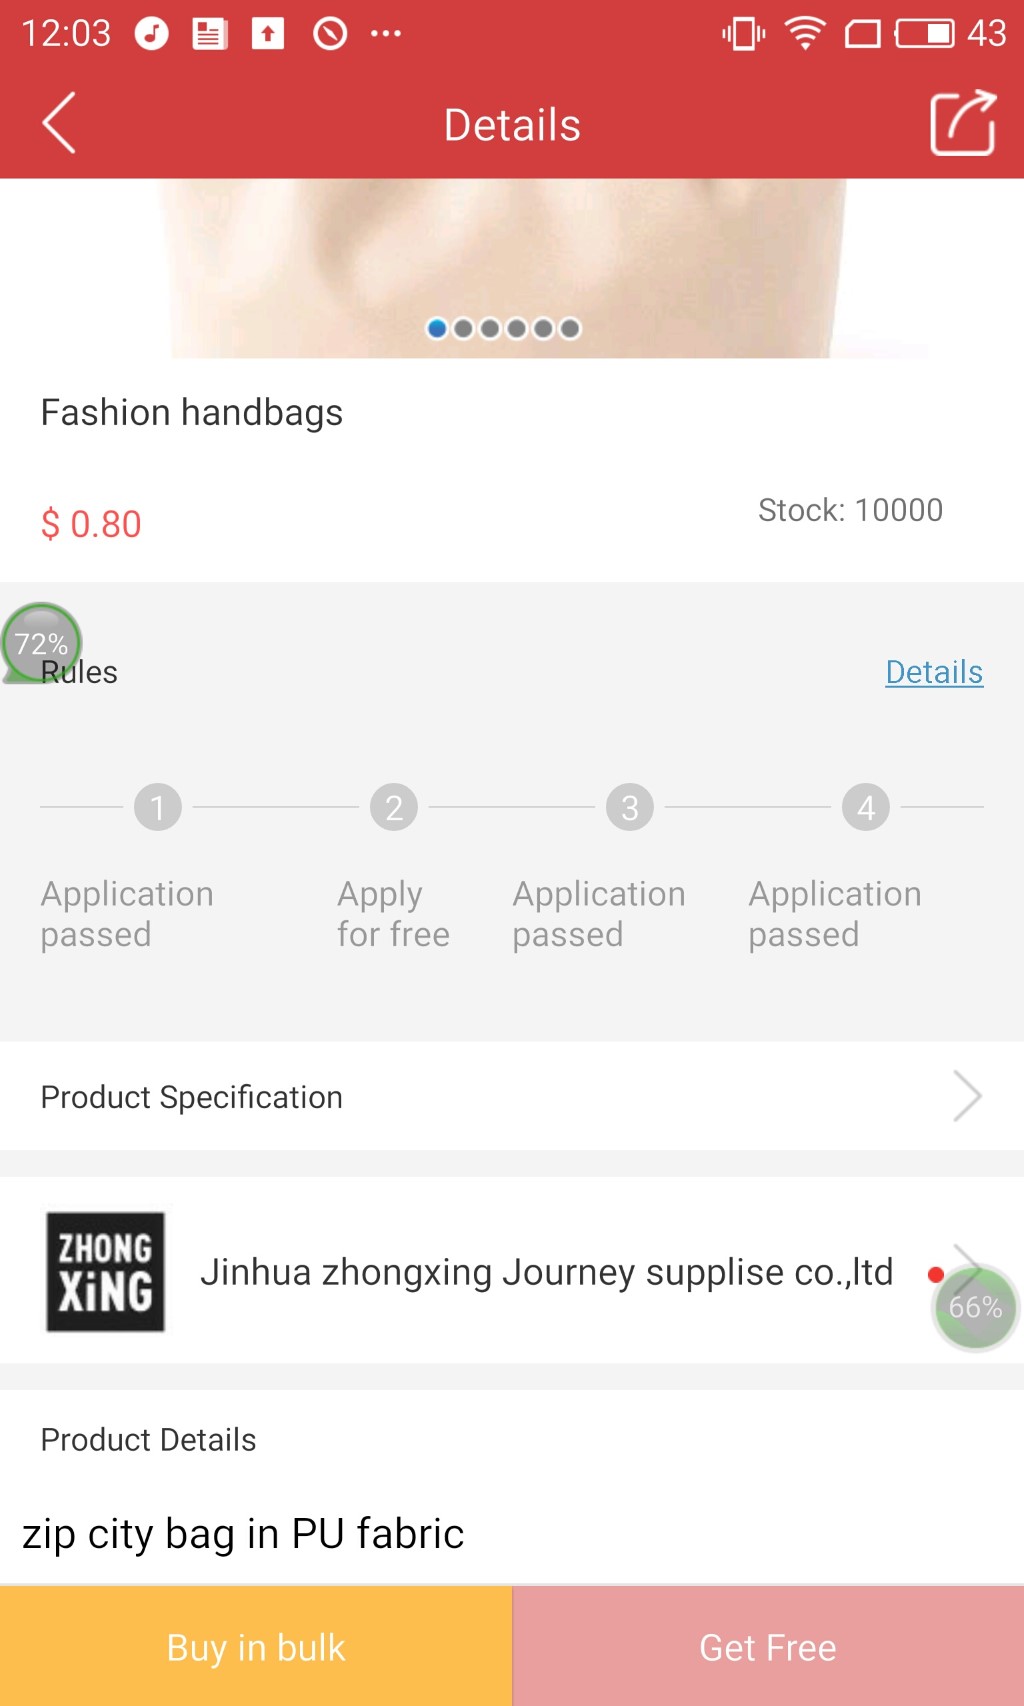 12:03
43
Details
Fashion handbags
$ 0.80
Stock: 10000
72%
Rules
Details
1
2
3
4
Application
passed
Apply
for free
Application
passed
Application
passed
Product Specification
ZHONG
XiNG
Jinhua zhongxing Journey supplise co.,ltd
66%
Product Details
zip city bag in PU fabric
Buy in bulk
Get Free